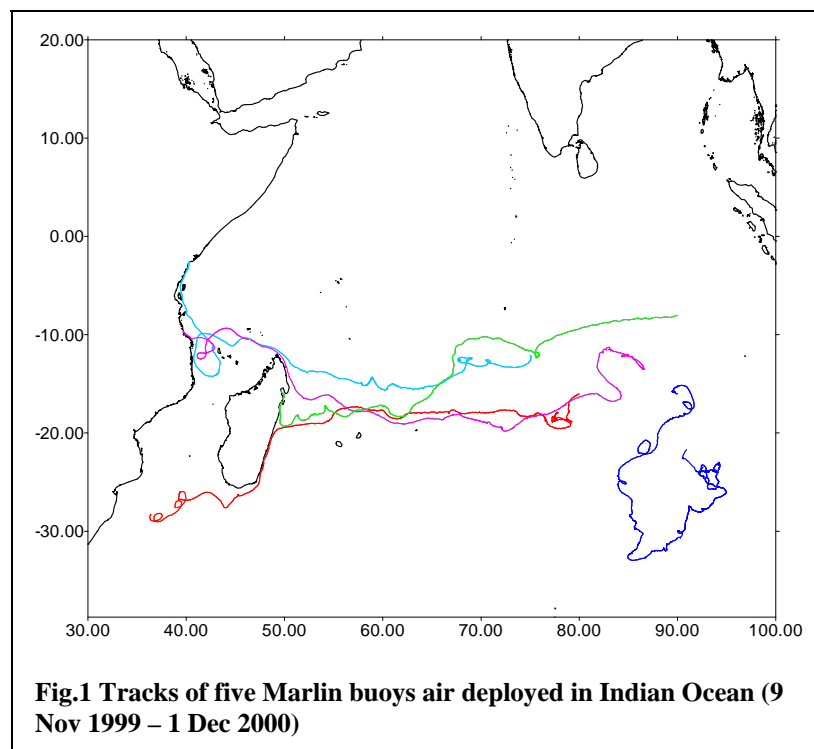 20.00
10.00
0.00
-10.00
-20.00
-30.00
30.00 40.00 50.00 60.00 70.00 80.00 90.00 100.00
Fig.1 Tracks of five Marlin buoys air deployed in Indian Ocean (9
Nov 1999 – 1 Dec 2000)